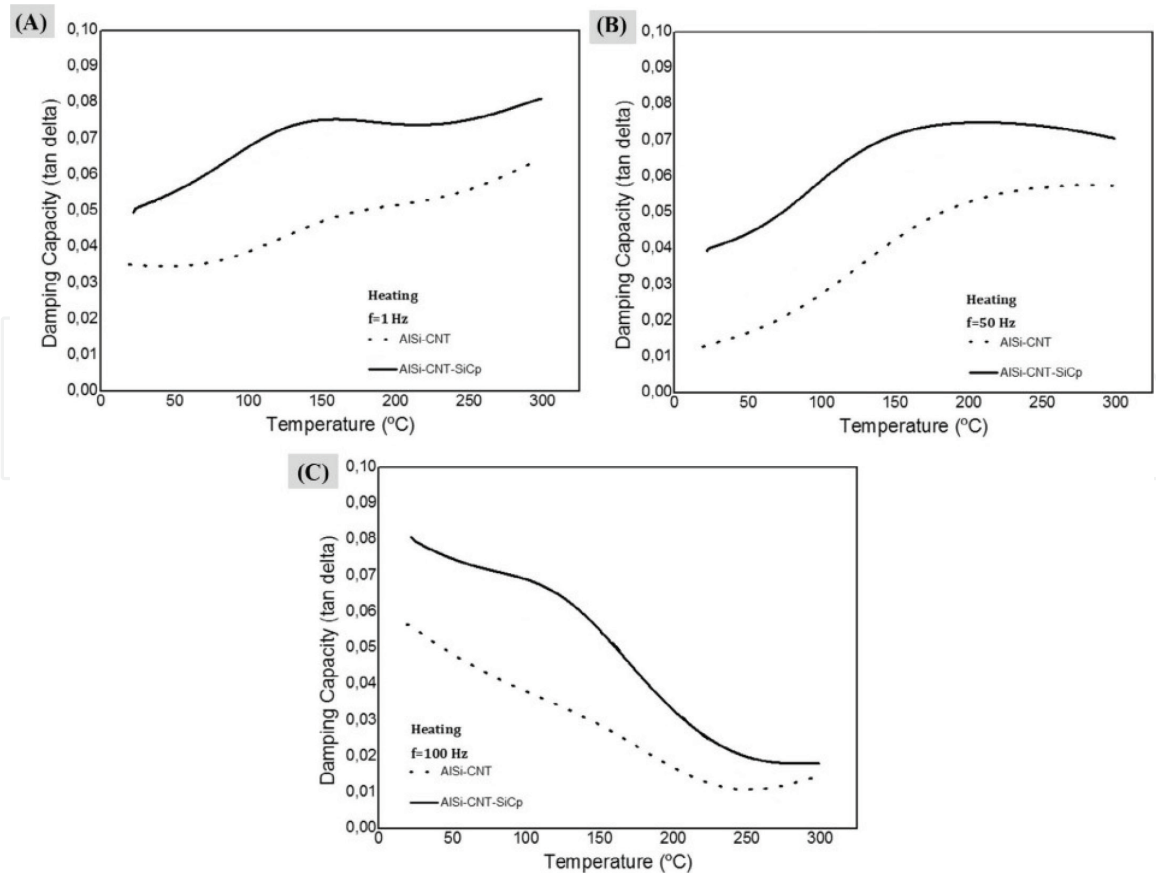 (A)
0,10
0,09
0,08
0,07
0,06
0,05
0,04
0,03
0,02
0,01
0,00
Damping Capacity (tan delta)
Heating
f=1 Hz
AlSi-CNT
AlSi-CNT-SiCp
0 50 100 150 200 250 300
Temperature (ºC)
(B)
0,10
0,09
0,08
0,07
0,06
0,05
0,04
0,03
0,02
0,01
0,00
Damping Capacity (tan delta)
Heating
f=50 Hz
AlSi-CNT
AlSi-CNT-SiCp
0 50 100 150 200 250 300
Temperature (ºC)
(C)
0,10
0,09
0,08
0,07
0,06
0,05
0,04
0,03
0,02
0,01
0,00
Damping Capacity (tan delta)
Heating
f=100 Hz
AlSi-CNT
AlSi-CNT-SiCp
0 50 100 150 200 250 300
Temperature (ºC)